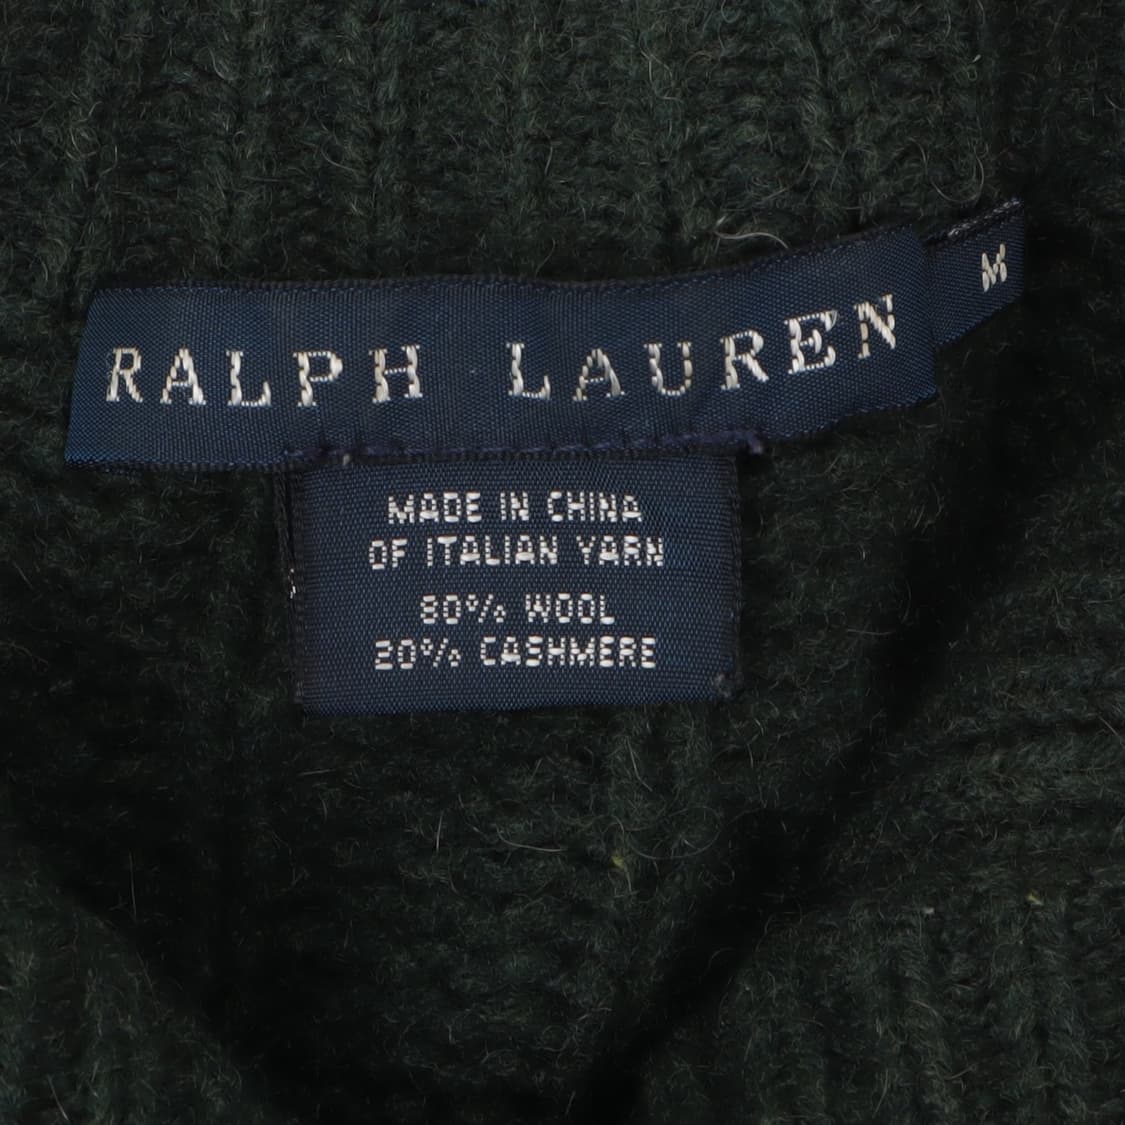 RALPH LAUREN
M
MADE IN CHINA
OF ITALIAN YARN
80% WOOL
20% CASHMERE